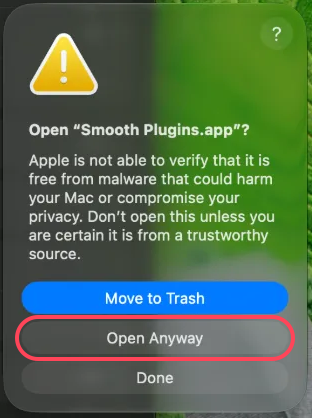 ?
Open “Smooth Plugins.app”?
Apple is not able to verify that it is
free from malware that could harm
your Mac or compromise your
privacy. Don’t open this unless you
are certain it is from a trustworthy
source.
Move to Trash
Open Anyway
Done